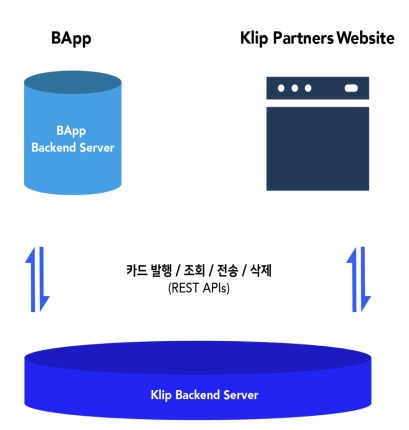 BApp
Klip Partners Website
BApp
Backend Server
카드 발행 / 조회 / 전송 / 삭제
(REST APIs)
Klip Backend Server